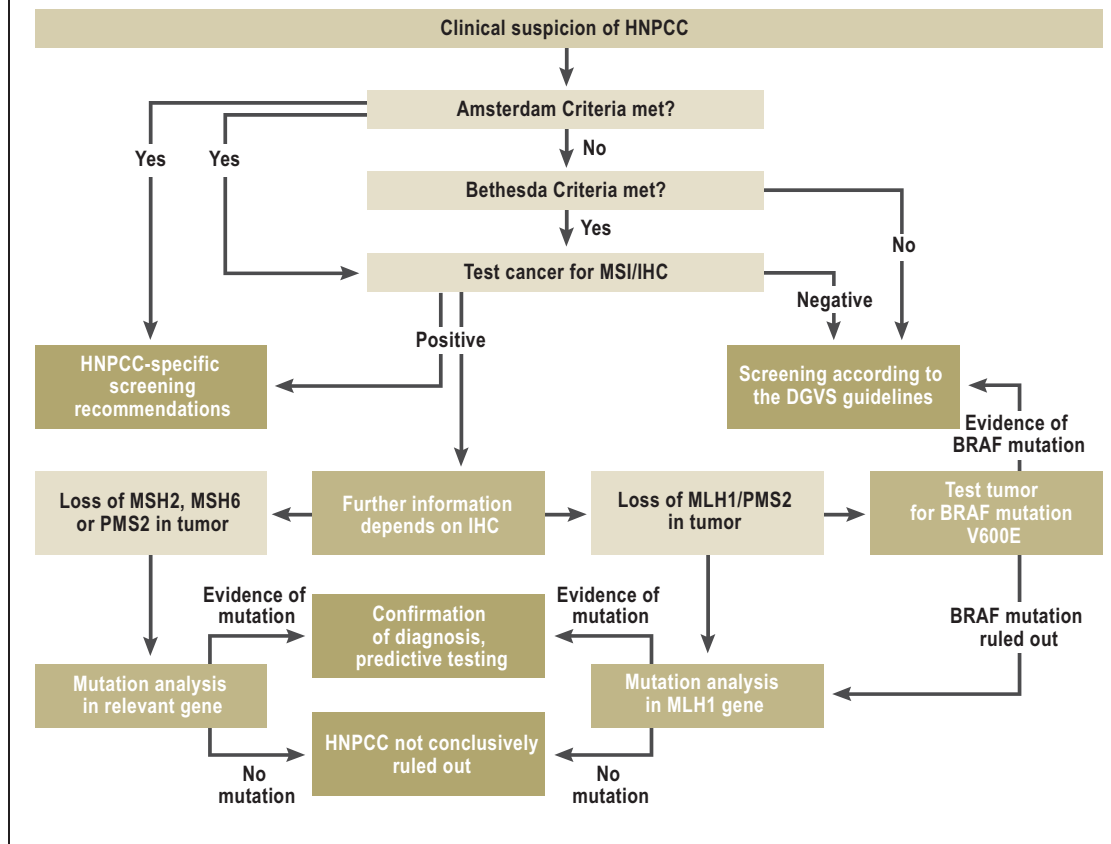 Clinical suspicion of HNPCC
Amsterdam Criteria met?
Yes
Yes
No
Bethesda Criteria met?
Yes
No
Test cancer for MSI/IHC
Negative
Positive
HNPCC-specific
screening
recommendations
Screening according to
the DGVS guidelines
Evidence of
BRAF mutation
Loss of MSH2, MSH6
or PMS2 in tumor
Further information
depends on IHC
Loss of MLH1/PMS2
in tumor
Test tumor
for BRAF mutation
V600E
Evidence of
mutation
Confirmation
of diagnosis,
predictive testing
Evidence of
mutation
BRAF mutation
ruled out
Mutation analysis
in relevant gene
Mutation analysis
in MLH1 gene
No
mutation
HNPCC not conclusively
ruled out
No
mutation